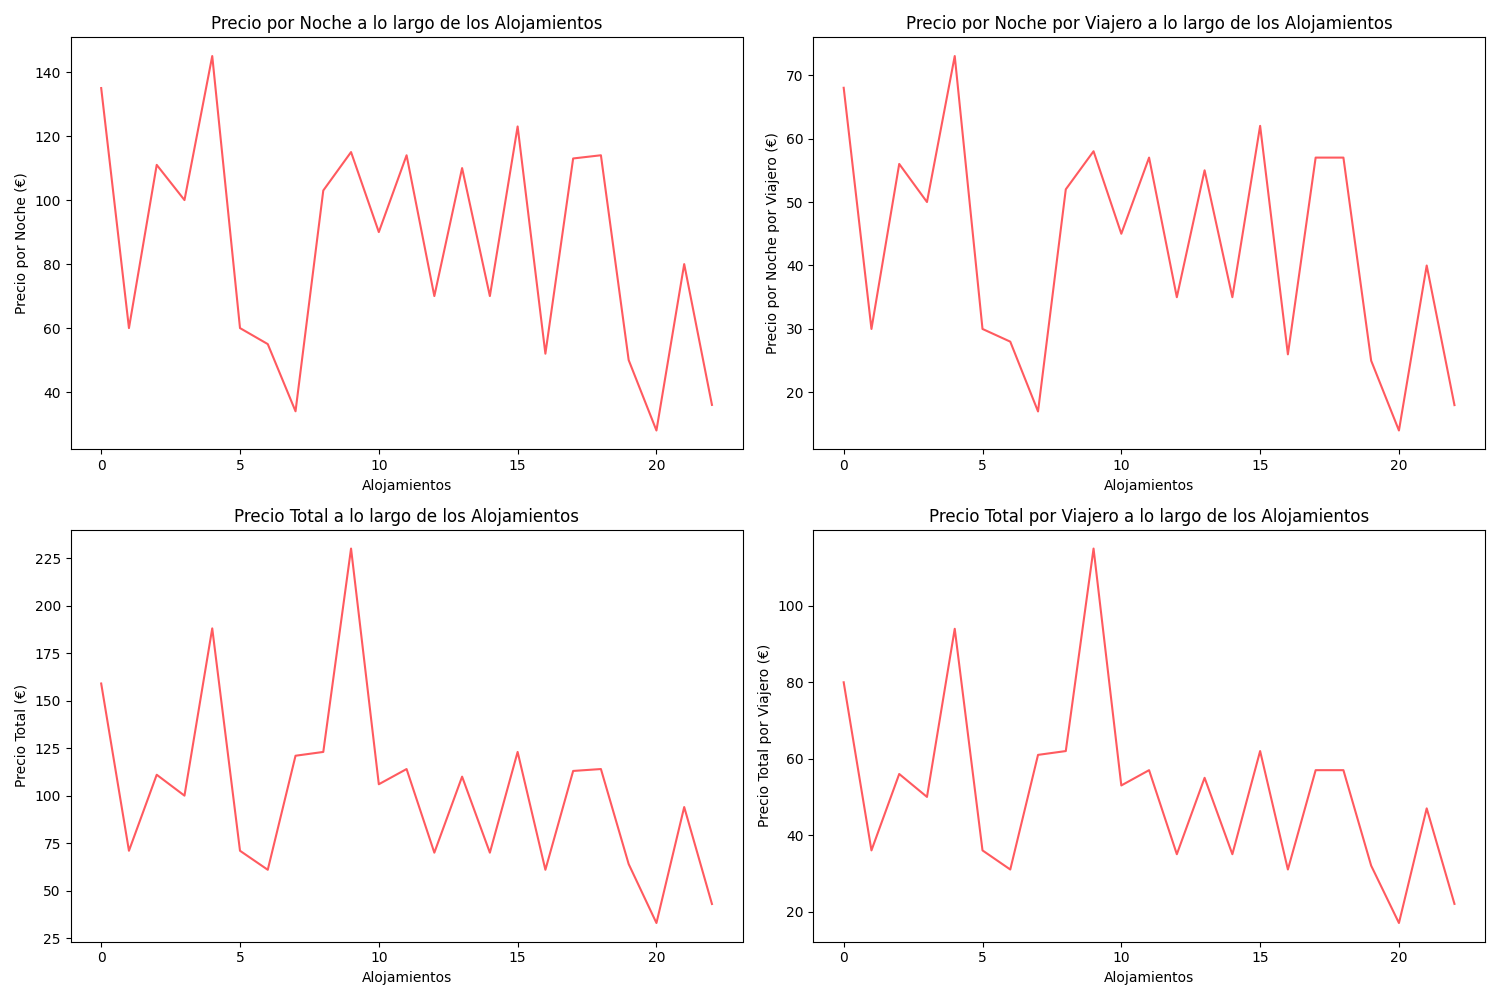 Precio por Noche a lo largo de los Alojamientos
Precio por Noche (€)
140
120
100
80
60
40
0 5 10 15 20
Alojamientos
Precio por Noche por Viajero a lo largo de los Alojamientos
Precio por Noche por Viajero (€)
70
60
50
40
30
20
0 5 10 15 20
Alojamientos
Precio Total a lo largo de los Alojamientos
Precio Total (€)
225
200
175
150
125
100
75
50
25
0 5 10 15 20
Alojamientos
Precio Total por Viajero a lo largo de los Alojamientos
Precio Total por Viajero (€)
100
80
60
40
20
0 5 10 15 20
Alojamientos